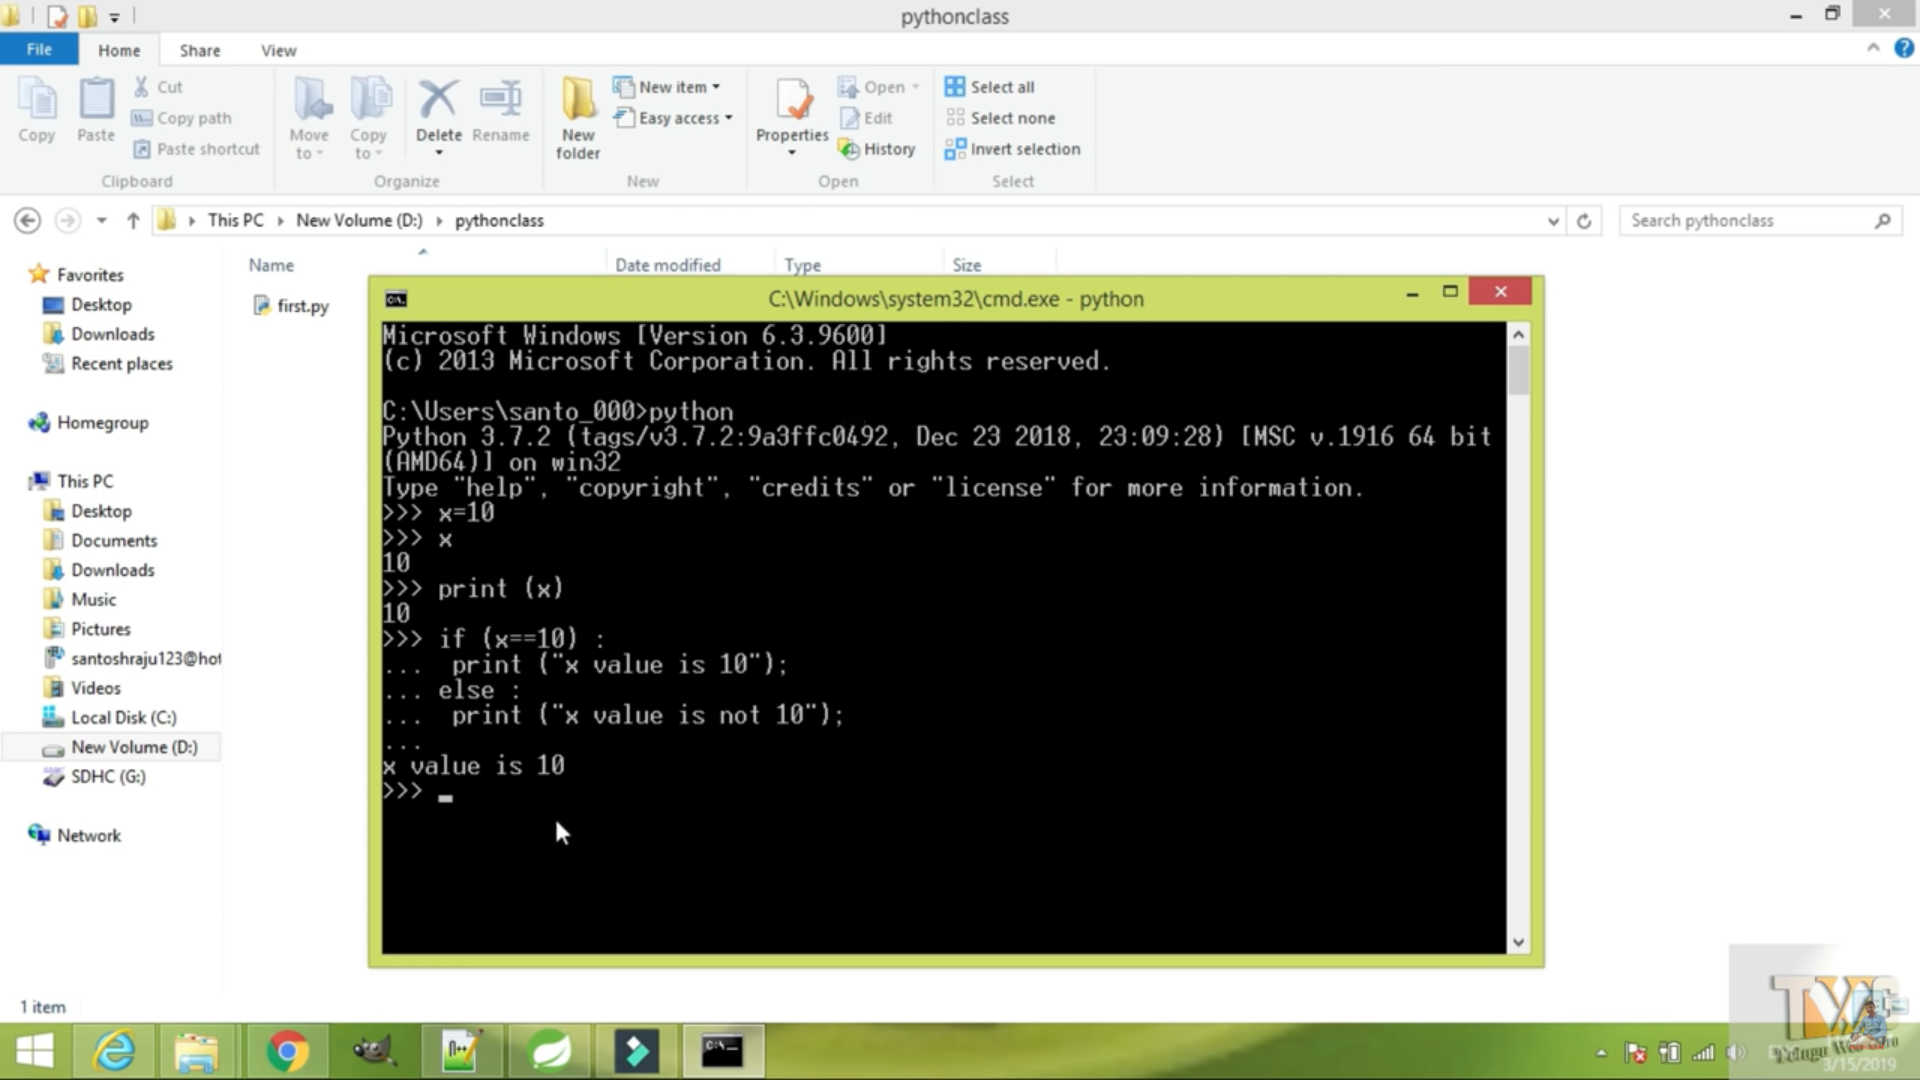 pythonclass
File Home Share View
Copy
Paste
Cut
Copy path
Paste shortcut
Clipboard
Move to
Copy to
Delete
Rename
Organize
New folder
New item
Easy access
New
Properties
Open
Edit
History
Open
Select all
Select none
Invert selection
Select
This PC New Volume (D:) pythonclass
Search pythonclass
Name Date modified Type Size
first.py
Favorites
Desktop
Downloads
Recent places
Homegroup
This PC
Desktop
Documents
Downloads
Music
Pictures
santoshraju123@hot
Videos
Local Disk (C:)
New Volume (D:)
SDHC (G:)
Network
1 item
C:\Windows\system32\cmd.exe - python
Microsoft Windows [Version 6.3.9600]
(c) 2013 Microsoft Corporation. All rights reserved.
C:\Users\santo_000>python
Python 3.7.2 (tags/v3.7.2:9a3ffc0492, Dec 23 2018, 23:09:28) [MSC v.1916 64 bit
(AMD64)] on win32
Type "help", "copyright", "credits" or "license" for more information.
>>> x=10
>>> x
10
>>> print (x)
10
>>> if (x==10) :
...  print ("x value is 10");
... else :
...  print ("x value is not 10");
...
x value is 10
>>>
Telugu
3/15/2019